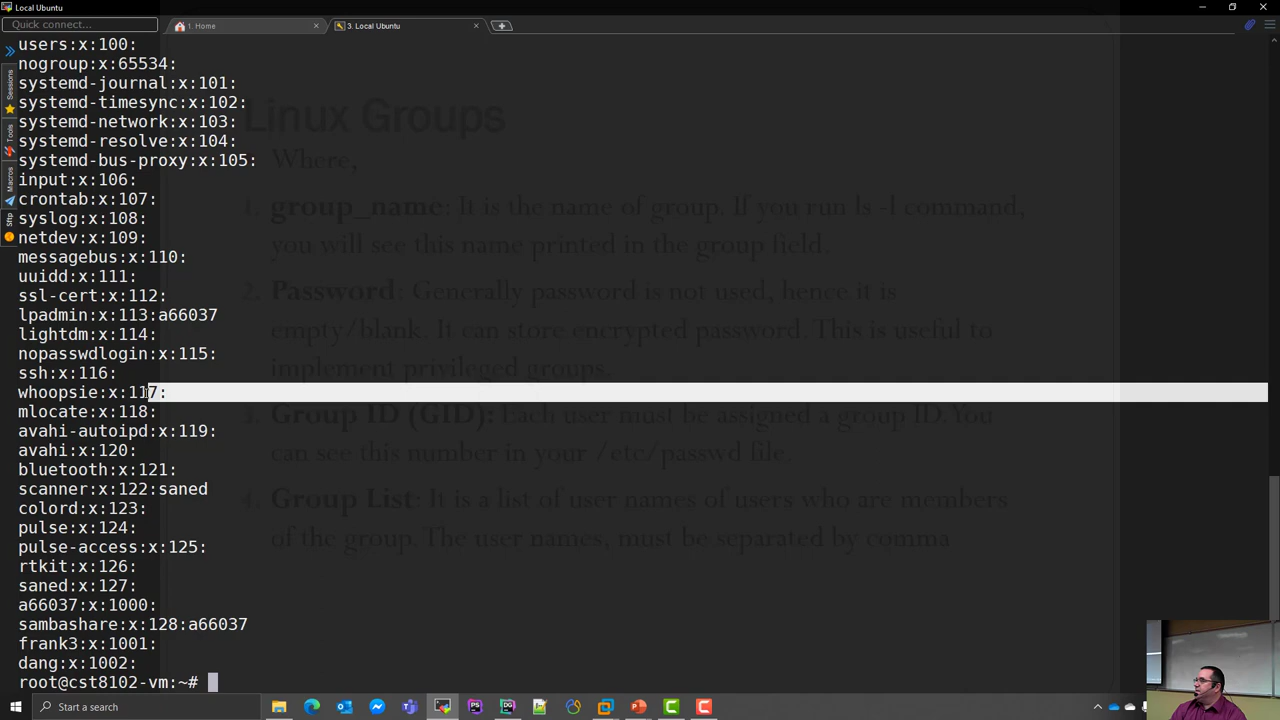 Local Ubuntu
Quick connect...
1. Home
3. Local Ubuntu
Sessions
Tools
Macros
Sftp
users:x:100:
nogroup:x:65534:
systemd-journal:x:101:
systemd-timesync:x:102:
systemd-network:x:103:
systemd-resolve:x:104:
systemd-bus-proxy:x:105:
input:x:106:
crontab:x:107:
syslog:x:108:
netdev:x:109:
messagebus:x:110:
uuidd:x:111:
ssl-cert:x:112:
lpadmin:x:113:a66037
lightdm:x:114:
nopasswdlogin:x:115:
ssh:x:116:
whoopsie:x:117:
mlocate:x:118:
avahi-autoipd:x:119:
avahi:x:120:
bluetooth:x:121:
scanner:x:122:saned
colord:x:123:
pulse:x:124:
pulse-access:x:125:
rtkit:x:126:
saned:x:127:
a66037:x:1000:
sambashare:x:128:a66037
frank3:x:1001:
dang:x:1002:
root@cst8102-vm:~#
Linux Groups
Where,
1. group_name: It is the name of group. If you run ls -l command,
you will see this name printed in the group field.
2. Password: Generally password is not used, hence it is
empty/blank. It can store encrypted password. This is useful to
implement privileged groups.
3. Group ID (GID): Each user must be assigned a group ID. You
can see this number in your /etc/passwd file.
4. Group List: It is a list of user names of users who are members
of the group. The user names, must be separated by comma
Start here to search